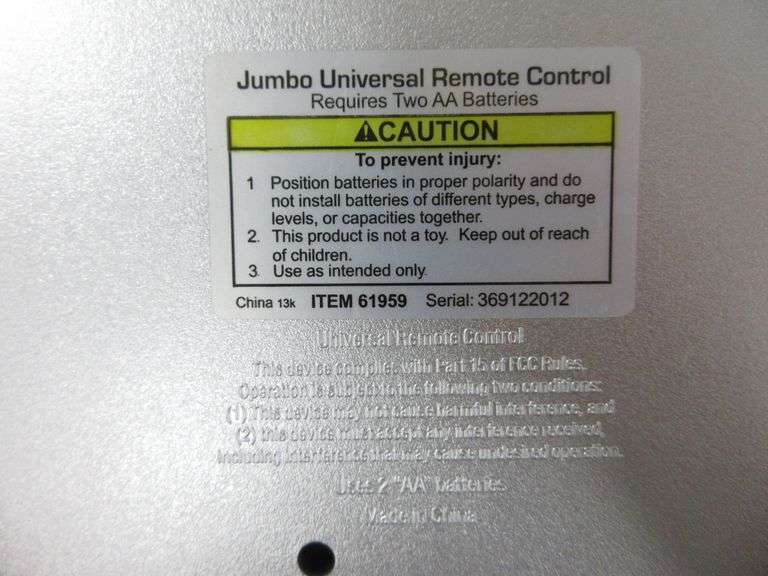 Jumbo Universal Remote Control
Requires Two AA Batteries
⚠CAUTION
To prevent injury:
1 Position batteries in proper polarity and do
not install batteries of different types, charge
levels, or capacities together.
2. This product is not a toy. Keep out of reach
of children.
3. Use as intended only.
China 13k ITEM 61959 Serial: 369122012
Universal Remote Control
This device complies with Part 15 of FCC Rules.
Operation is subject to the following two conditions:
(1) This device may not cause harmful interference, and
(2) this device must accept any interference received,
including interference that may cause undesired operation.
Uses 2 "AA" batteries
Made in China